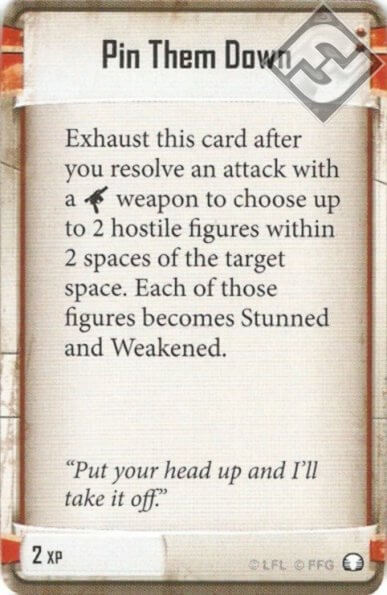 Pin Them Down
Exhaust this card after
you resolve an attack with
a weapon to choose up
to 2 hostile figures within
2 spaces of the target
space. Each of those
figures becomes Stunned
and Weakened.
“Put your head up and I’ll
take it off.”
2 XP
© LFL © FFG